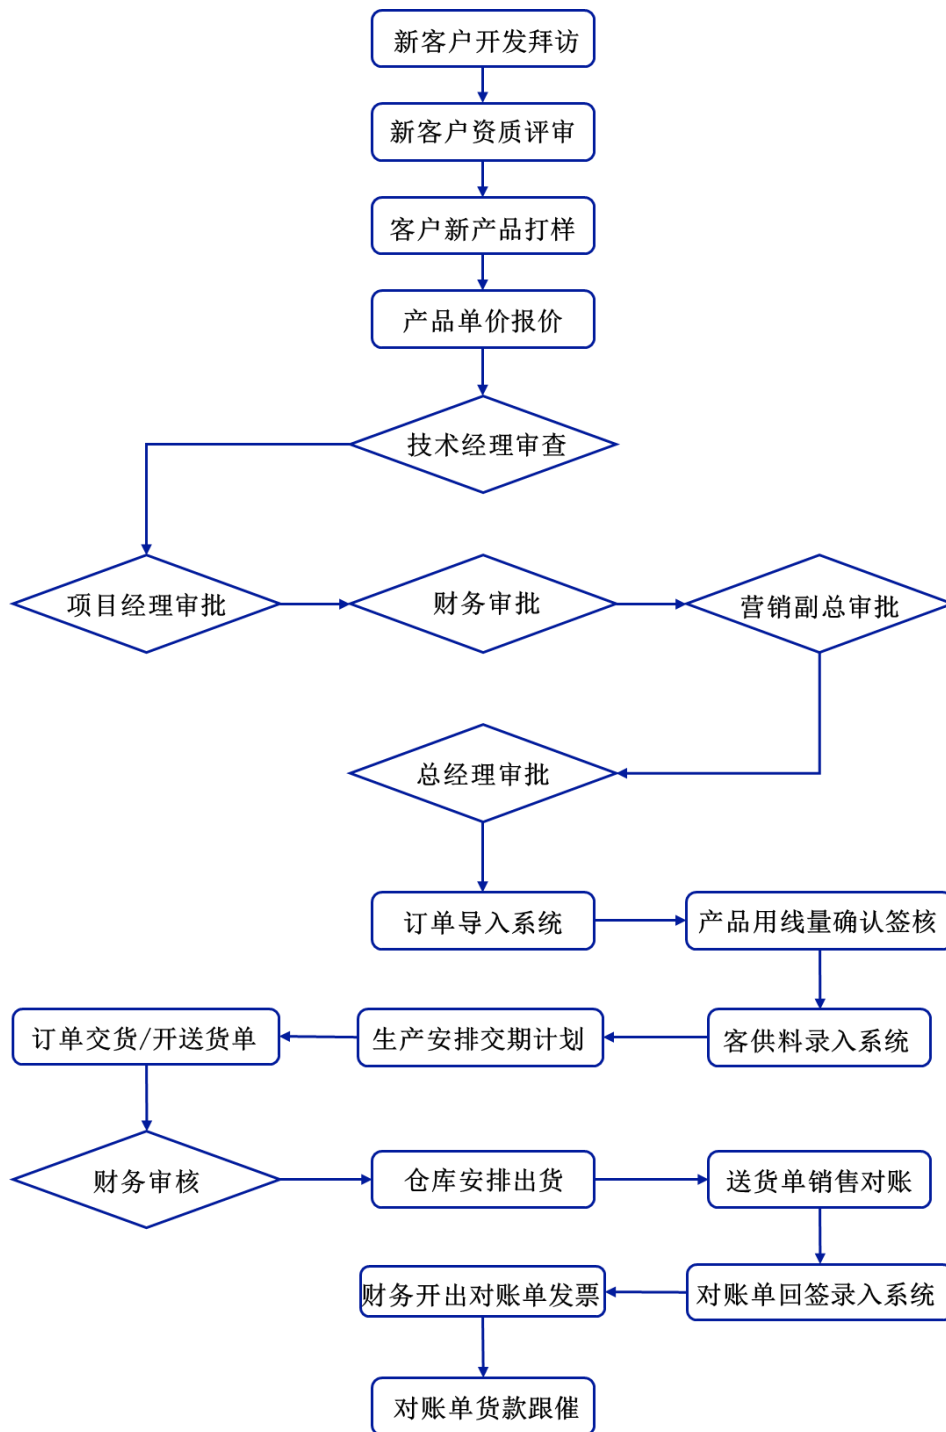 新客户开发拜访
新客户资质评审
客户新产品打样
产品单价报价
技术经理审查
项目经理审批
财务审批
营销副总审批
总经理审批
订单导入系统
产品用线量确认签核
客供料录入系统
生产安排交期计划
订单交货/开送货单
财务审核
仓库安排出货
送货单销售对账
对账单回签录入系统
财务开出对账单发票
对账单货款跟催